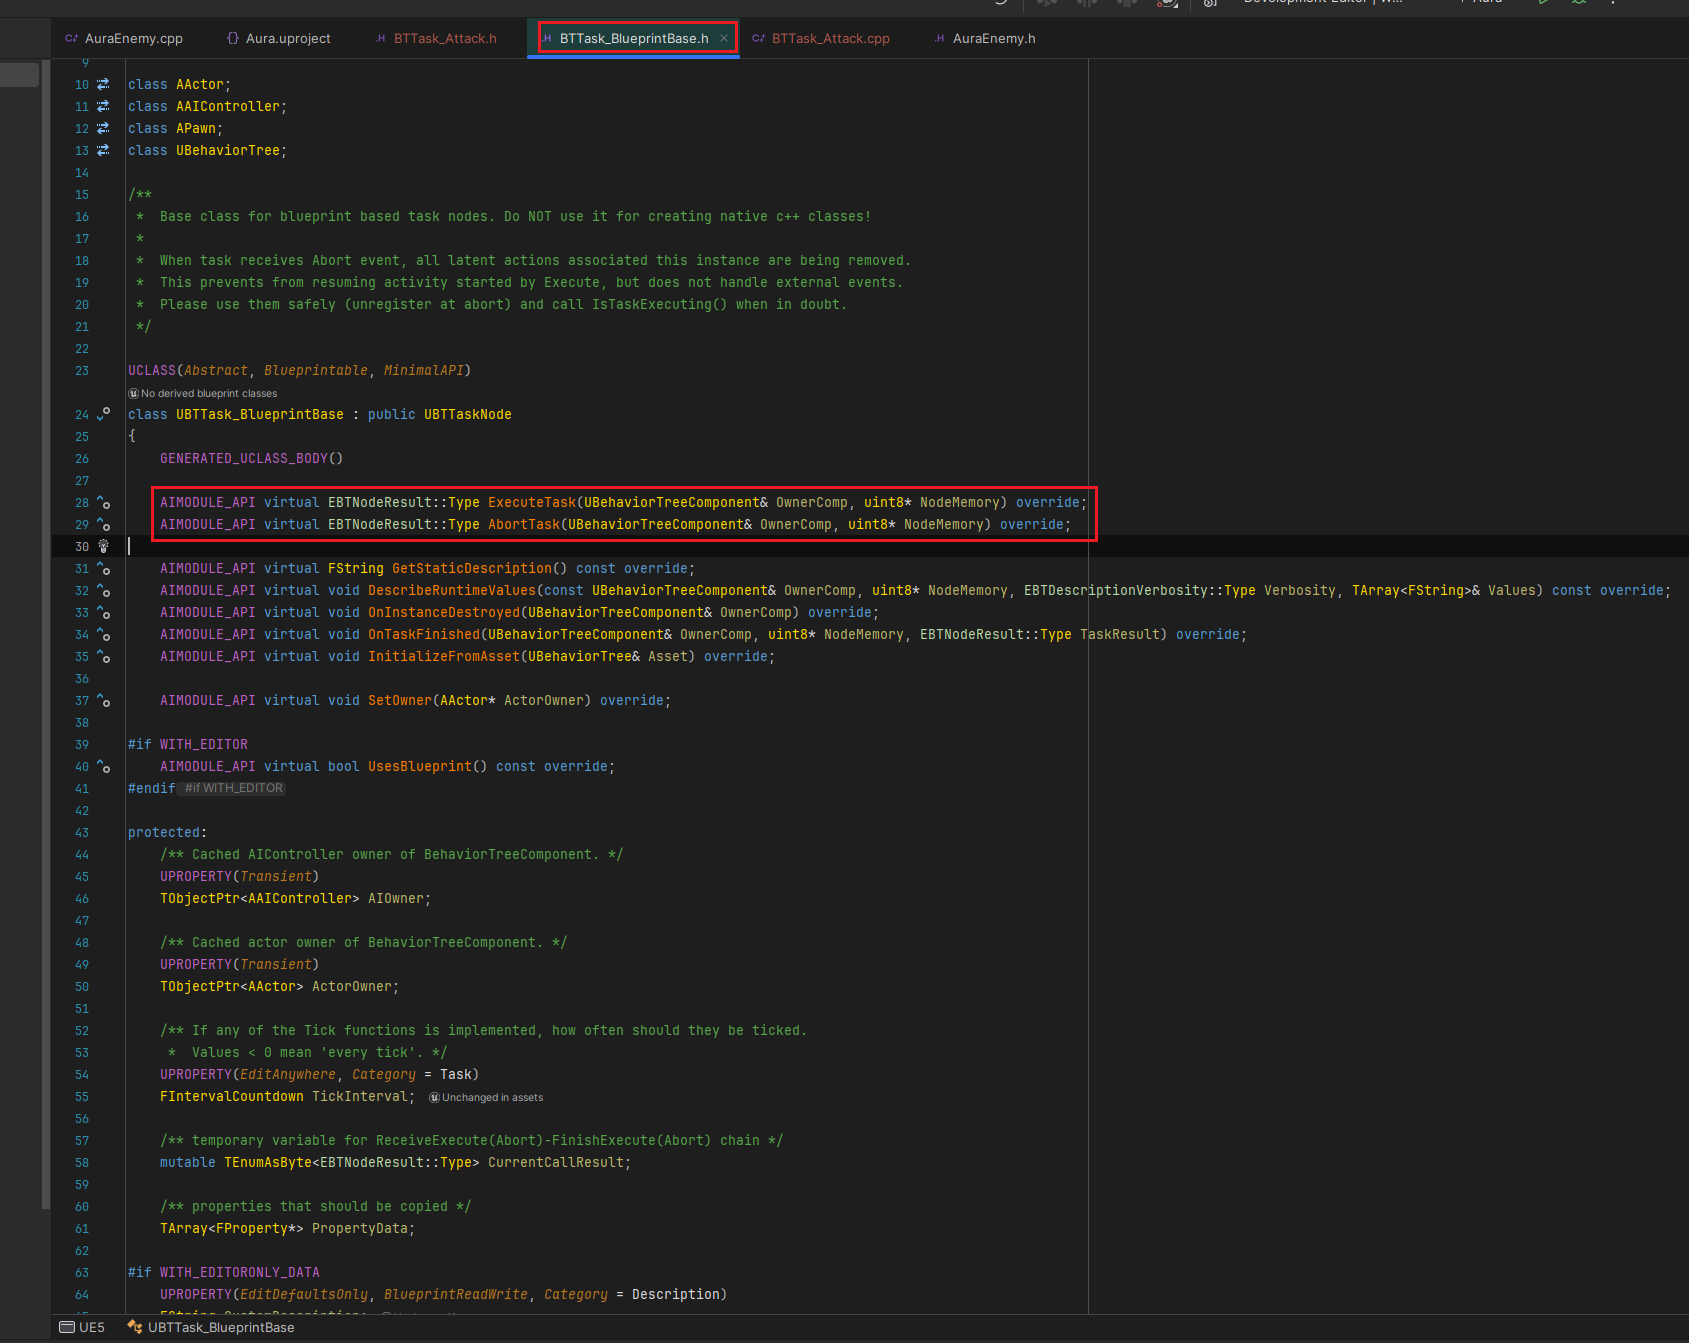 AuraEnemy.cpp
Aura.uproject
BTTask_Attack.h
BTTask_BlueprintBase.h
BTTask_Attack.cpp
AuraEnemy.h
9
10 class AActor;
11 class AAIController;
12 class APawn;
13 class UBehaviorTree;
14
15 /**
16  *  Base class for blueprint based task nodes. Do NOT use it for creating native c++ classes!
17  *
18  *  When task receives Abort event, all latent actions associated this instance are being removed.
19  *  This prevents from resuming activity started by Execute, but does not handle external events.
20  *  Please use them safely (unregister at abort) and call IsTaskExecuting() when in doubt.
21  */
22
23 UCLASS(Abstract, Blueprintable, MinimalAPI)
No derived blueprint classes
24 class UBTTask_BlueprintBase : public UBTTaskNode
25 {
26 GENERATED_UCLASS_BODY()
27
28 AIMODULE_API virtual EBTNodeResult::Type ExecuteTask(UBehaviorTreeComponent& OwnerComp, uint8* NodeMemory) override;
29 AIMODULE_API virtual EBTNodeResult::Type AbortTask(UBehaviorTreeComponent& OwnerComp, uint8* NodeMemory) override;
30
31 AIMODULE_API virtual FString GetStaticDescription() const override;
32 AIMODULE_API virtual void DescribeRuntimeValues(const UBehaviorTreeComponent& OwnerComp, uint8* NodeMemory, EBTDescriptionVerbosity::Type Verbosity, TArray<FString>& Values) const override;
33 AIMODULE_API virtual void OnInstanceDestroyed(UBehaviorTreeComponent& OwnerComp) override;
34 AIMODULE_API virtual void OnTaskFinished(UBehaviorTreeComponent& OwnerComp, uint8* NodeMemory, EBTNodeResult::Type TaskResult) override;
35 AIMODULE_API virtual void InitializeFromAsset(UBehaviorTree& Asset) override;
36
37 AIMODULE_API virtual void SetOwner(AActor* ActorOwner) override;
38
39 #if WITH_EDITOR
40 AIMODULE_API virtual bool UsesBlueprint() const override;
41 #endif #if WITH_EDITOR
42
43 protected:
44 /** Cached AIController owner of BehaviorTreeComponent. */
45 UPROPERTY(Transient)
46 TObjectPtr<AAIController> AIOwner;
47
48 /** Cached actor owner of BehaviorTreeComponent. */
49 UPROPERTY(Transient)
50 TObjectPtr<AActor> ActorOwner;
51
52 /** If any of the Tick functions is implemented, how often should they be ticked.
53  *  Values < 0 mean 'every tick'. */
54 UPROPERTY(EditAnywhere, Category = Task)
55 FIntervalCountdown TickInterval; Unchanged in assets
56
57 /** temporary variable for ReceiveExecute(Abort)-FinishExecute(Abort) chain */
58 mutable TEnumAsByte<EBTNodeResult::Type> CurrentCallResult;
59
60 /** properties that should be copied */
61 TArray<FProperty*> PropertyData;
62
63 #if WITH_EDITORONLY_DATA
64 UPROPERTY(EditDefaultsOnly, BlueprintReadWrite, Category = Description)
UE5
UBTTask_BlueprintBase